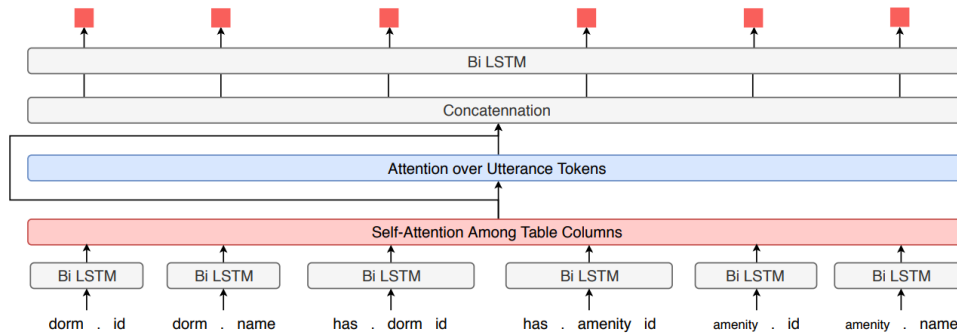 Bi LSTM
Concatennation
Attention over Utterance Tokens
Self-Attention Among Table Columns
Bi LSTM Bi LSTM Bi LSTM Bi LSTM Bi LSTM Bi LSTM
dorm . id dorm . name has . dorm id has . amenity id amenity . id amenity . name